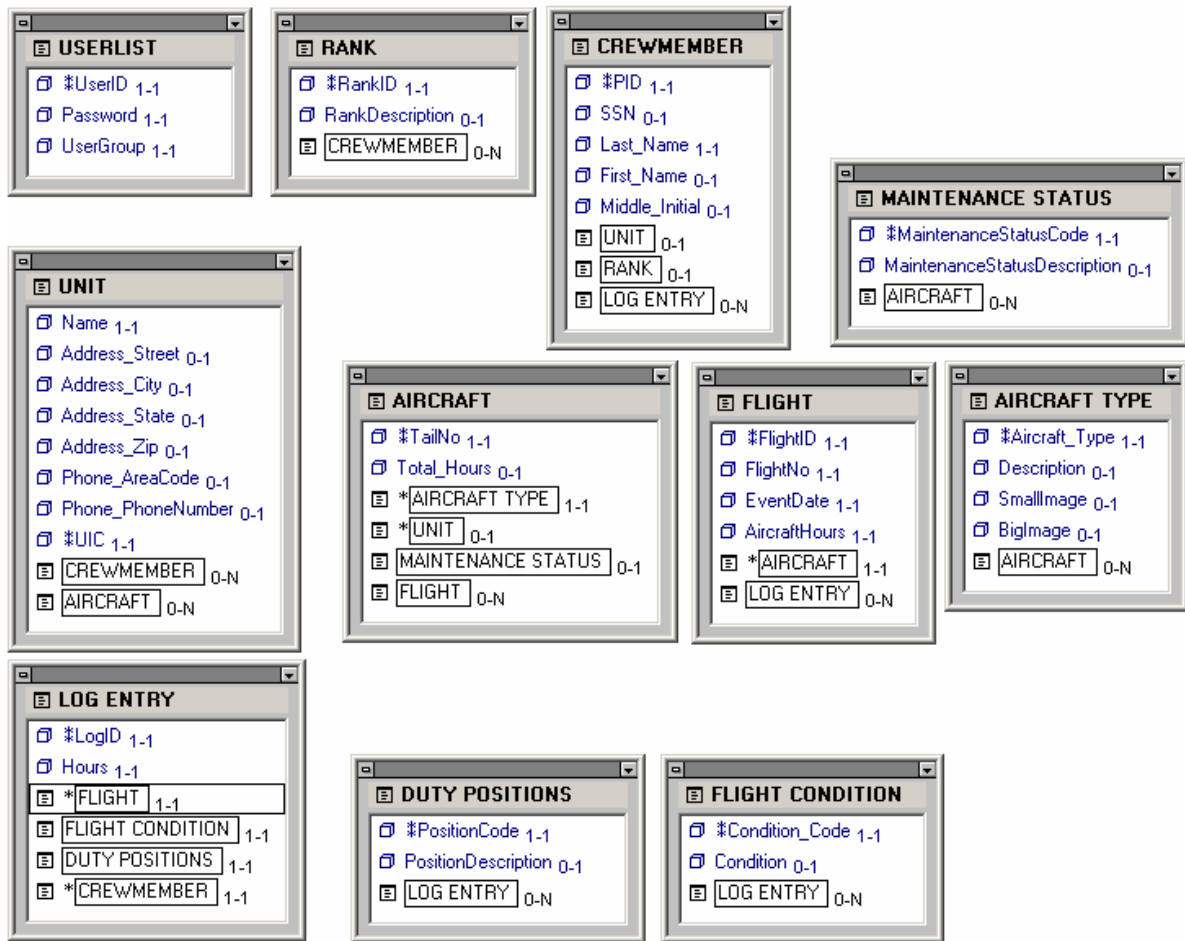 USERLIST
‡UserID 1-1
Password 1-1
UserGroup 1-1
RANK
‡RankID 1-1
RankDescription 0-1
CREWMEMBER 0-N
CREWMEMBER
‡PID 1-1
SSN 0-1
Last_Name 1-1
First_Name 0-1
Middle_Initial 0-1
UNIT 0-1
RANK 0-1
LOG ENTRY 0-N
MAINTENANCE STATUS
‡MaintenanceStatusCode 1-1
MaintenanceStatusDescription 0-1
AIRCRAFT 0-N
UNIT
Name 1-1
Address_Street 0-1
Address_City 0-1
Address_State 0-1
Address_Zip 0-1
Phone_AreaCode 0-1
Phone_PhoneNumber 0-1
‡UIC 1-1
CREWMEMBER 0-N
AIRCRAFT 0-N
AIRCRAFT
‡TailNo 1-1
Total_Hours 0-1
*AIRCRAFT TYPE 1-1
*UNIT 0-1
MAINTENANCE STATUS 0-1
FLIGHT 0-N
FLIGHT
‡FlightID 1-1
FlightNo 1-1
EventDate 1-1
AircraftHours 1-1
*AIRCRAFT 1-1
LOG ENTRY 0-N
AIRCRAFT TYPE
‡Aircraft_Type 1-1
Description 0-1
SmallImage 0-1
BigImage 0-1
AIRCRAFT 0-N
LOG ENTRY
‡LogID 1-1
Hours 1-1
*FLIGHT 1-1
FLIGHT CONDITION 1-1
DUTY POSITIONS 1-1
*CREWMEMBER 1-1
DUTY POSITIONS
‡PositionCode 1-1
PositionDescription 0-1
LOG ENTRY 0-N
FLIGHT CONDITION
‡Condition_Code 1-1
Condition 0-1
LOG ENTRY 0-N